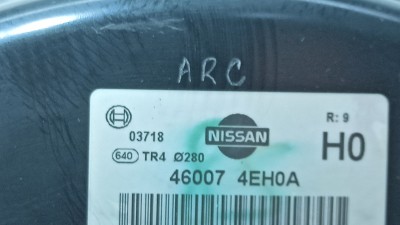 ARC
R: 9
03718
NISSAN
H0
640 TR4 Ø280
46007 4EH0A